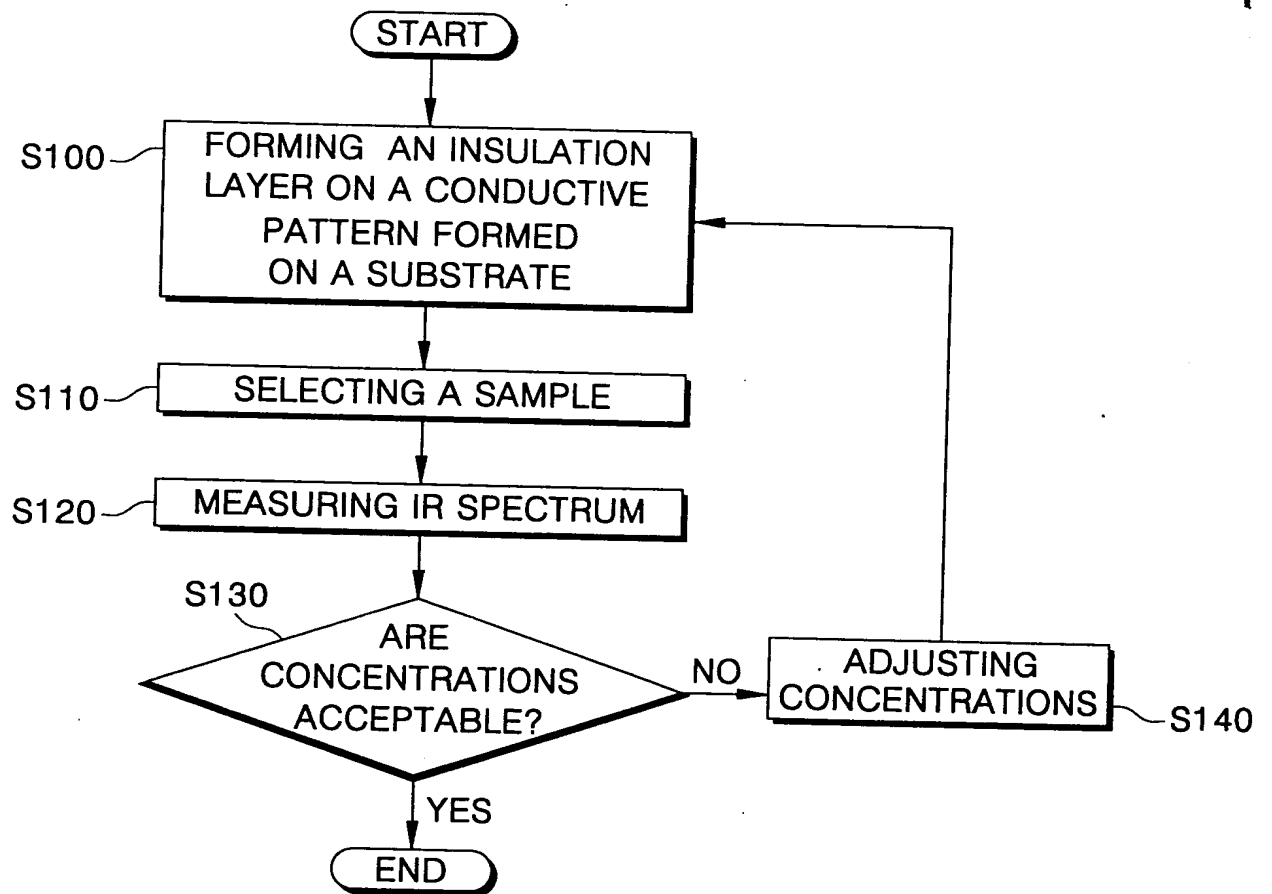 START
S100
FORMING AN INSULATION
LAYER ON A CONDUCTIVE
PATTERN FORMED
ON A SUBSTRATE
S110
SELECTING A SAMPLE
S120
MEASURING IR SPECTRUM
S130
ARE
CONCENTRATIONS
ACCEPTABLE?
NO
ADJUSTING
CONCENTRATIONS
S140
YES
END